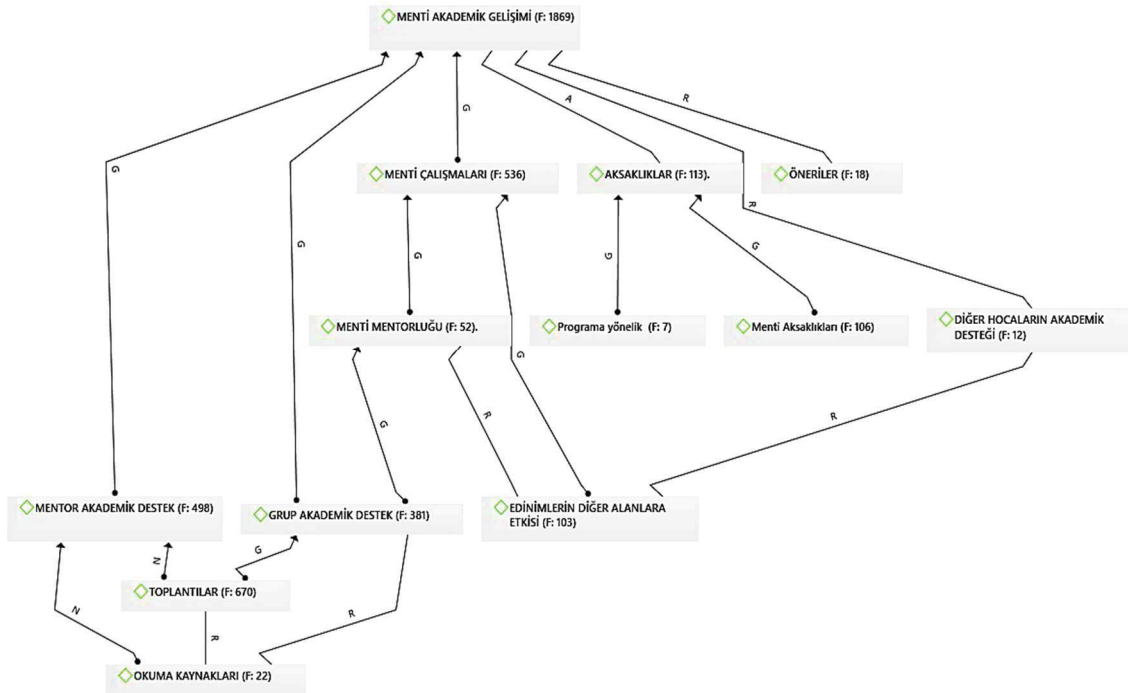 MENTİ AKADEMİK GELİŞİMİ (F: 1869)
A
R
G
G
MENTİ ÇALIŞMALARI (F: 536)
AKSAKLIKLAR (F: 113).
ÖNERİLER (F: 18)
R
G
G
G
D
MENTİ MENTORLUĞU (F: 52).
Programa yönelik (F: 7)
Menti Aksaklıkları (F: 106)
DİĞER HOCALARIN AKADEMİK
DESTEĞİ (F: 12)
G
R
R
G
MENTOR AKADEMİK DESTEK (F: 498)
GRUP AKADEMİK DESTEK (F: 381)
EDİNİMLERİN DİĞER ALANLARA
ETKİSİ (F: 103)
N
G
TOPLANTILAR (F: 670)
N
R
R
OKUMA KAYNAKLARI (F: 22)